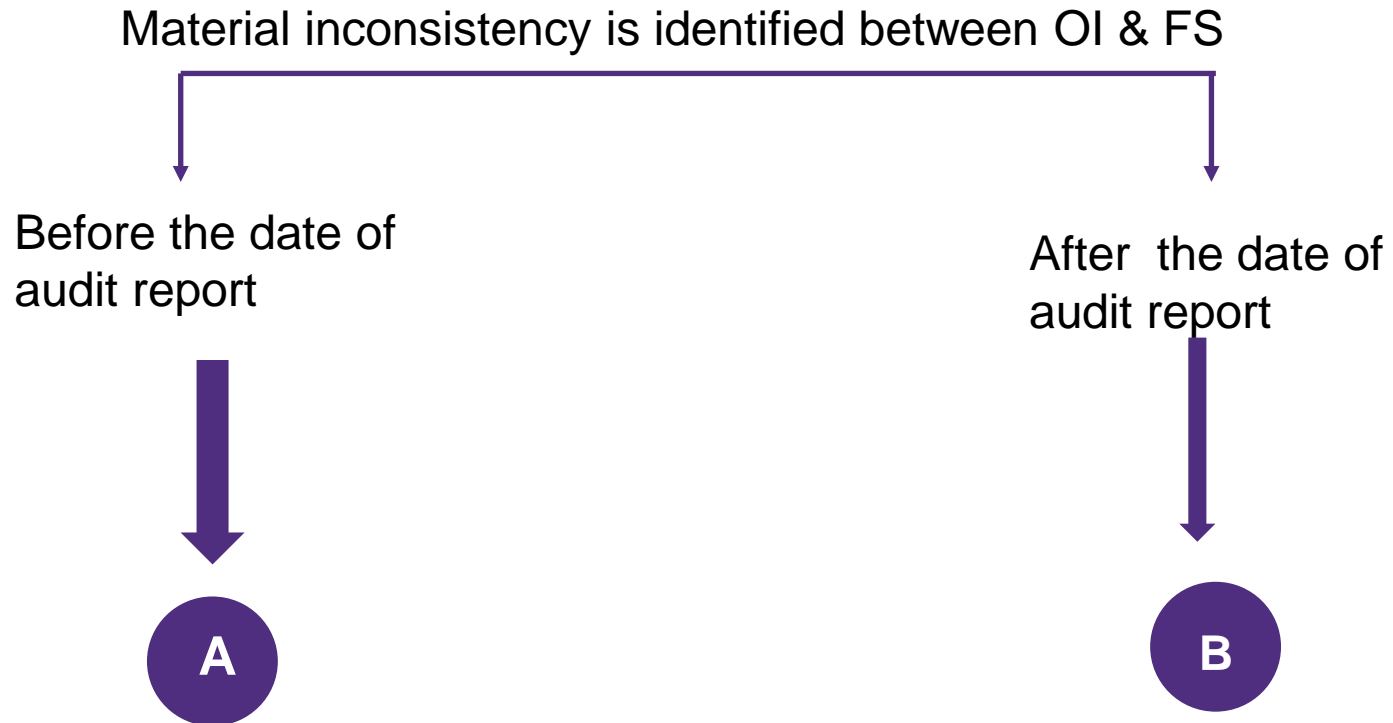 Material inconsistency is identified between OI & FS
Before the date of
audit report
After the date of
audit report
A
B